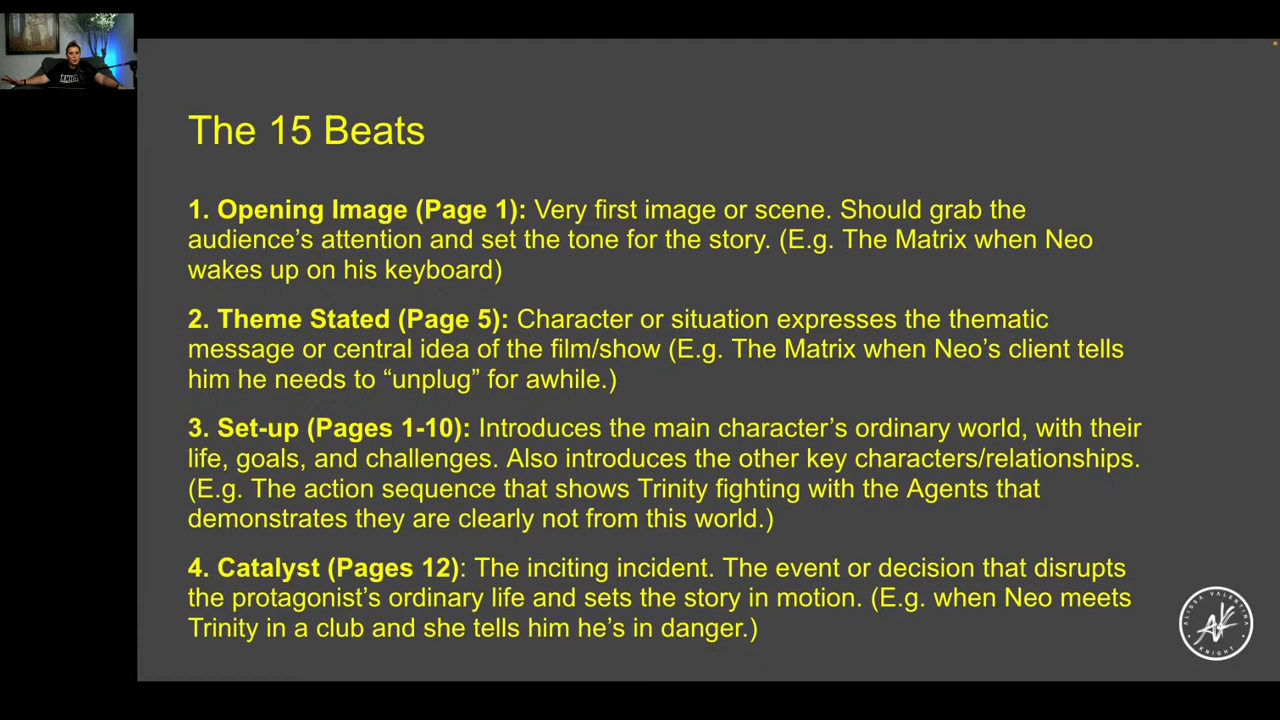 The 15 Beats
1. Opening Image (Page 1): Very first image or scene. Should grab the
audience’s attention and set the tone for the story. (E.g. The Matrix when Neo
wakes up on his keyboard)
2. Theme Stated (Page 5): Character or situation expresses the thematic
message or central idea of the film/show (E.g. The Matrix when Neo’s client tells
him he needs to “unplug” for awhile.)
3. Set-up (Pages 1-10): Introduces the main character’s ordinary world, with their
life, goals, and challenges. Also introduces the other key characters/relationships.
(E.g. The action sequence that shows Trinity fighting with the Agents that
demonstrates they are clearly not from this world.)
4. Catalyst (Pages 12): The inciting incident. The event or decision that disrupts
the protagonist’s ordinary life and sets the story in motion. (E.g. when Neo meets
Trinity in a club and she tells him he’s in danger.)
ALISSA VALENTINA
AK
KNIGHT